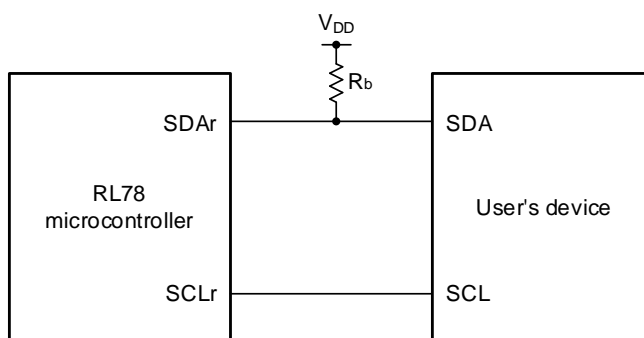 VDD
Rb
SDAr
SDA
RL78
microcontroller
User's device
SCLr
SCL